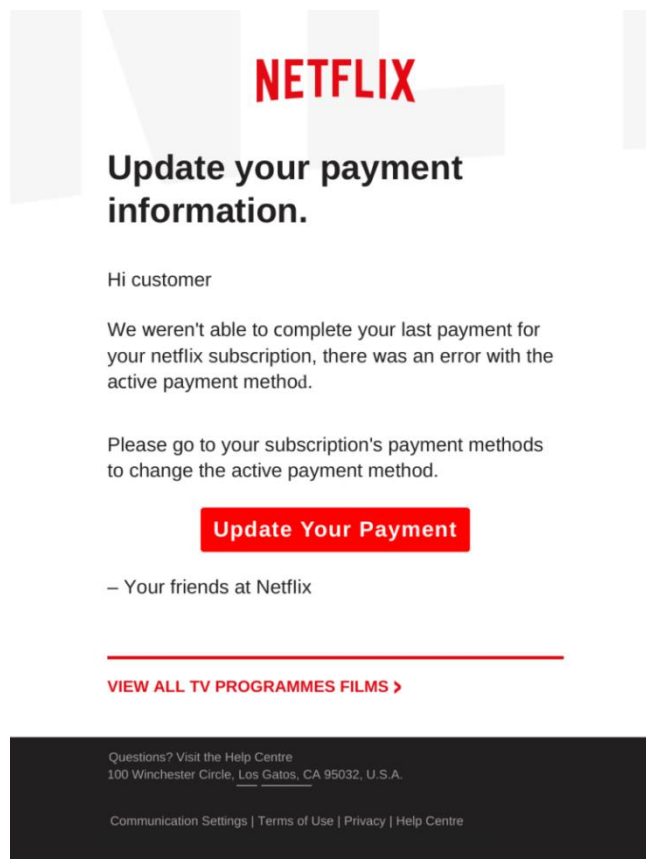 NETFLIX
Update your payment
information.
Hi customer
We weren't able to complete your last payment for
your netflix subscription, there was an error with the
active payment method.
Please go to your subscription's payment methods
to change the active payment method.
Update Your Payment
– Your friends at Netflix
VIEW ALL TV PROGRAMMES FILMS >
Questions? Visit the Help Centre
100 Winchester Circle, Los Gatos, CA 95032, U.S.A.
Communication Settings | Terms of Use | Privacy | Help Centre